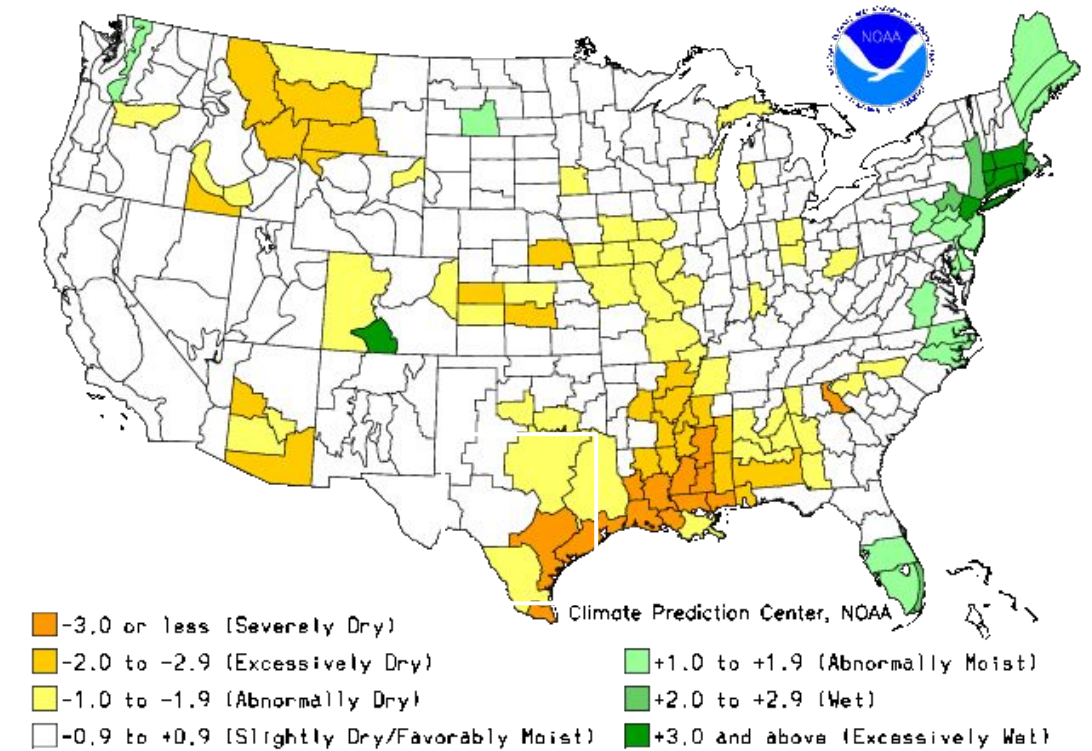 NOAA
Climate Prediction Center, NOAA
-3.0 or less (Severely Dry)
-2.0 to -2.9 (Excessively Dry)
-1.0 to -1.9 (Abnormally Dry)
-0.9 to +0.9 (Slightly Dry/Favorably Moist)
+1.0 to +1.9 (Abnormally Moist)
+2.0 to +2.9 (Wet)
+3.0 and above (Excessively Wet)